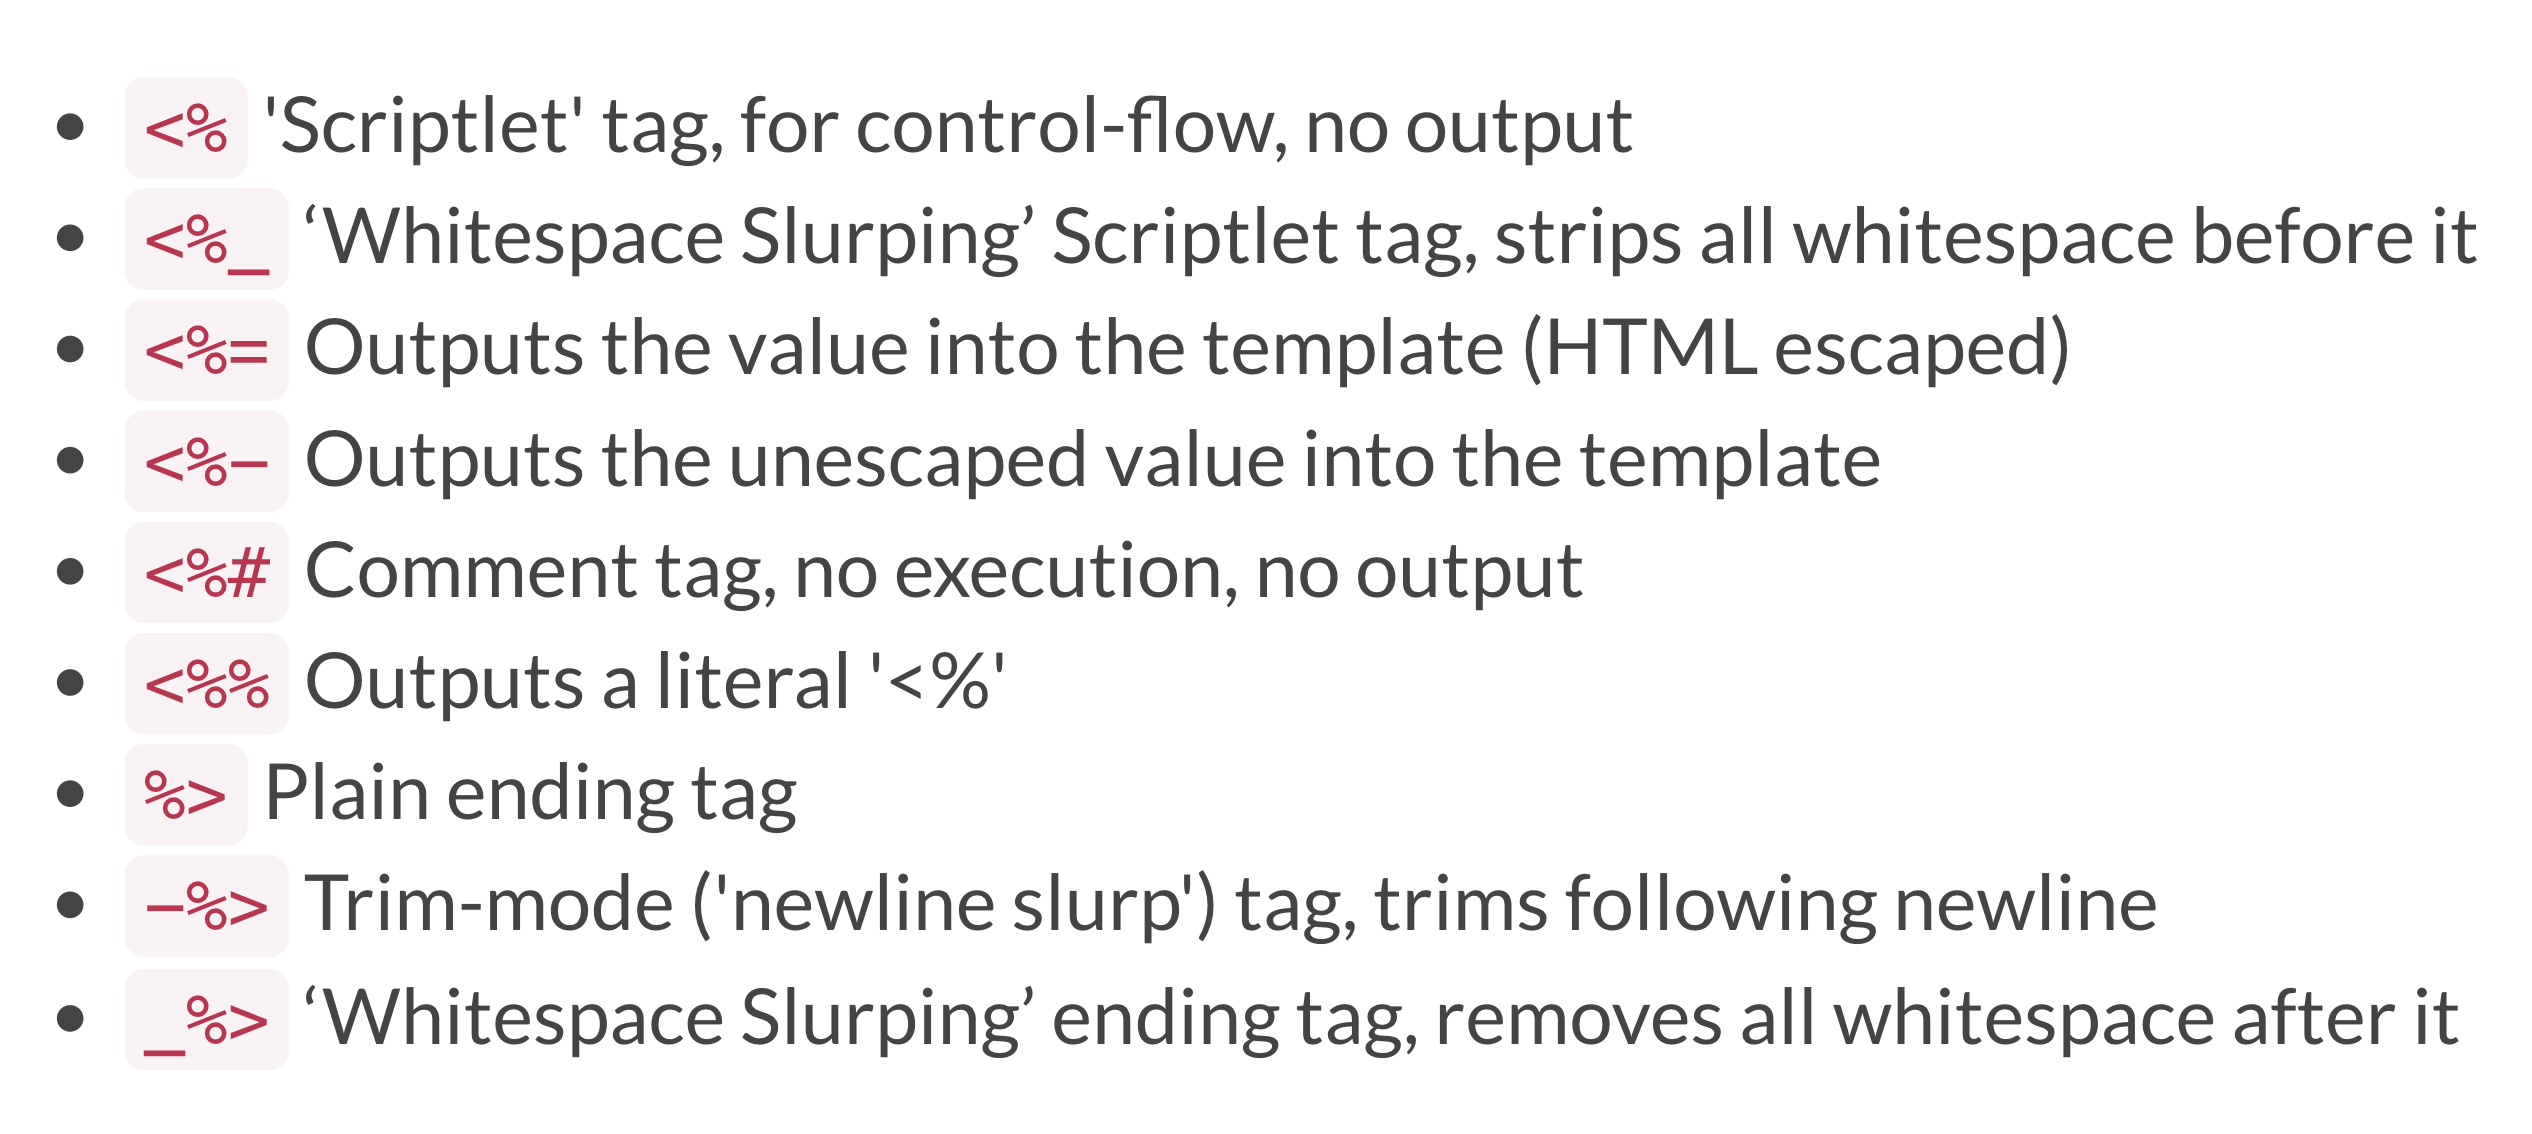 • <% 'Scriptlet' tag, for control-flow, no output
• <%_ ‘Whitespace Slurping’ Scriptlet tag, strips all whitespace before it
• <%= Outputs the value into the template (HTML escaped)
• <%- Outputs the unescaped value into the template
• <%# Comment tag, no execution, no output
• <%% Outputs a literal '<%'
• %> Plain ending tag
• -%> Trim-mode ('newline slurp') tag, trims following newline
• _%> ‘Whitespace Slurping’ ending tag, removes all whitespace after it